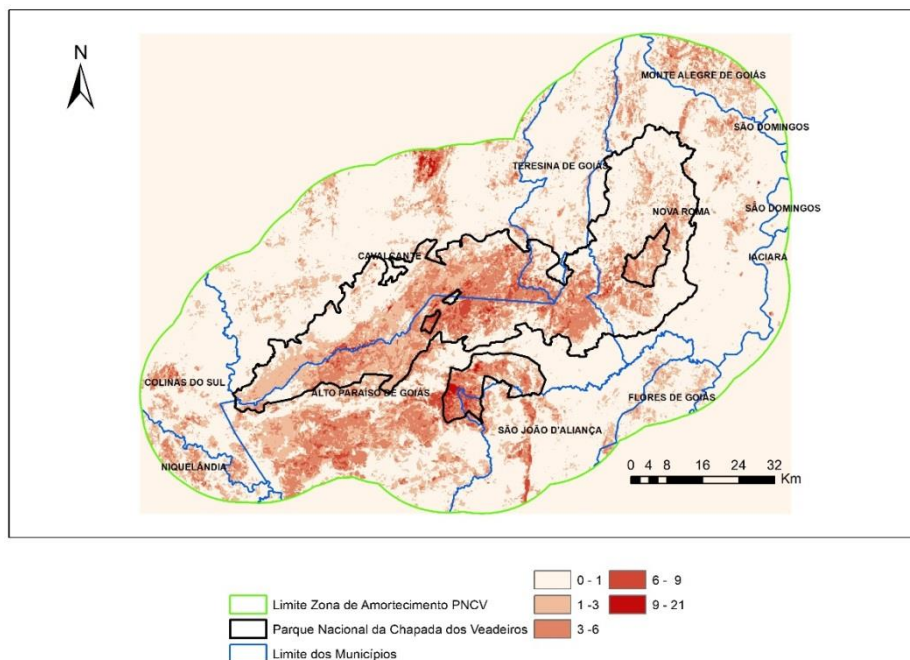 N
MONTE ALEGRE DE GOIÁS
SÃO DOMINGOS
TERESINA DE GOIÁS
SÃO DOMINGOS
NOVA ROMA
CAVALCANTE
IACIARA
COLINAS DO SUL
ALTO PARAÍSO DE GOIÁS
FLORES DE GOIÁS
SÃO JOÃO D'ALIANÇA
NIQUELÂNDIA
0 4 8 16 24 32
Km
0 - 1
6 - 9
Limite Zona de Amortecimento PNCV
1 - 3
9 - 21
Parque Nacional da Chapada dos Veadeiros
3 - 6
Limite dos Municípios